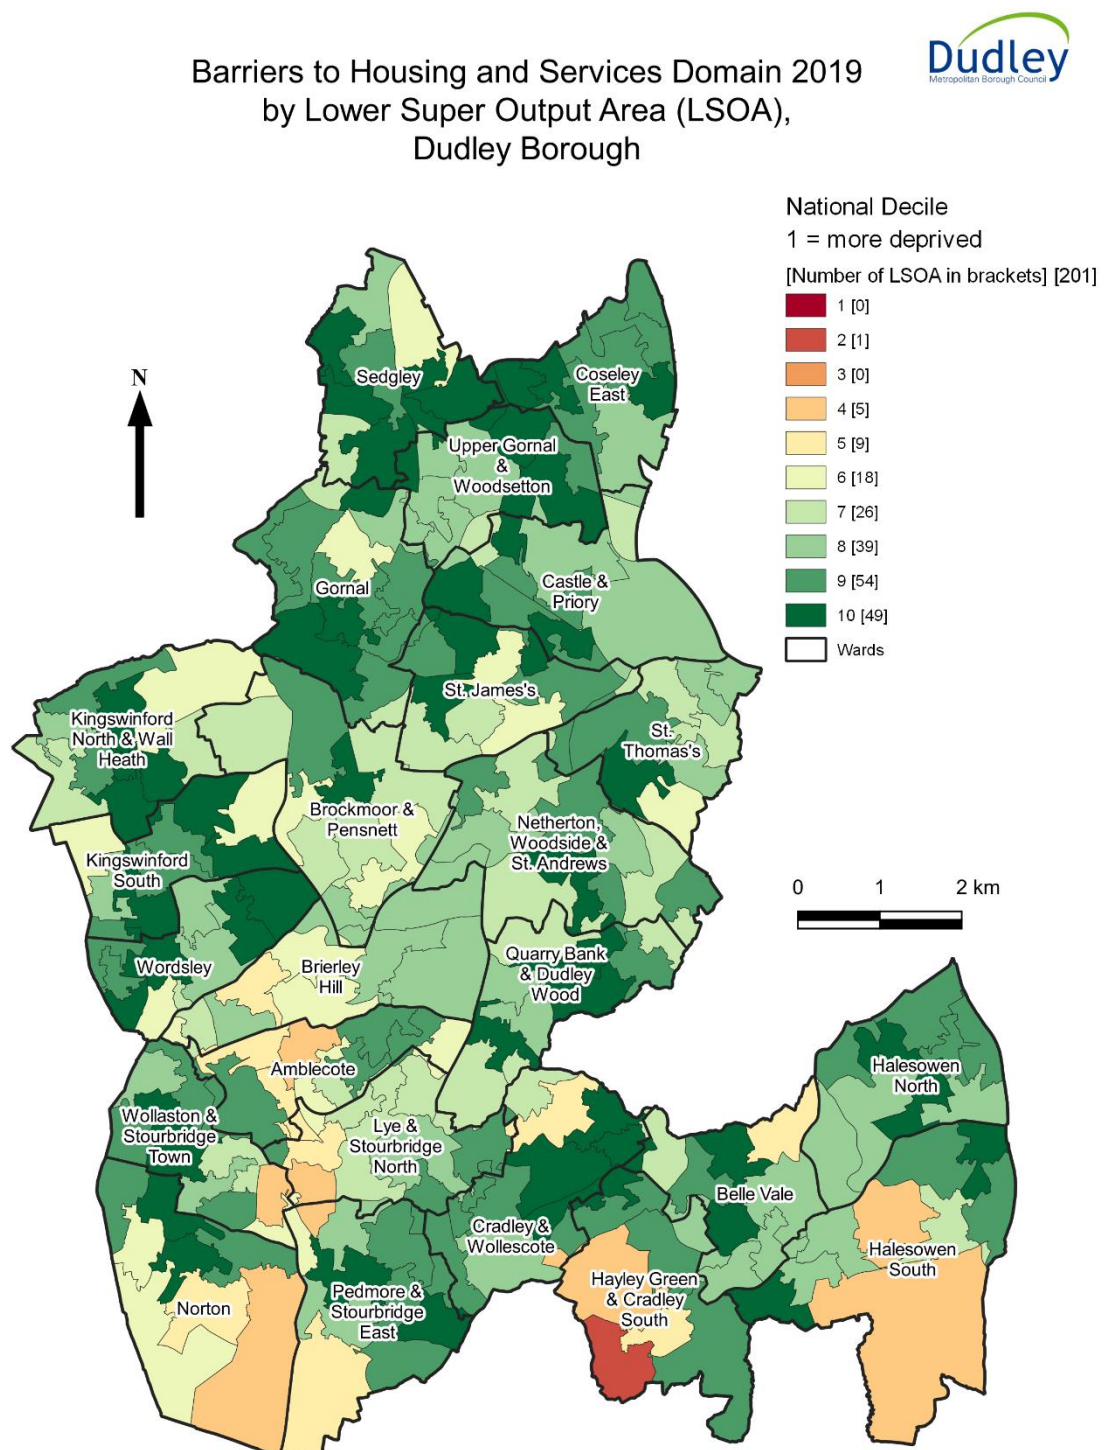 Dudley
Metropolitan Borough Council
Barriers to Housing and Services Domain 2019
by Lower Super Output Area (LSOA),
Dudley Borough
National Decile
1 = more deprived
[Number of LSOA in brackets] [201]
1 [0]
2 [1]
3 [0]
4 [5]
5 [9]
6 [18]
7 [26]
8 [39]
9 [54]
10 [49]
Wards
N
Sedgley
Coseley
East
Upper Gornal
&
Woodsetton
Gornal
Castle &
Priory
St. James's
Kingswinford
North & Wall
Heath
St.
Thomas's
Brockmoor &
Pensnett
Netherton,
Woodside &
St. Andrews
Kingswinford
South
0 1 2 km
Wordsley
Brierley
Hill
Quarry Bank
& Dudley
Wood
Amblecote
Halesowen
North
Wollaston &
Stourbridge
Town
Lye &
Stourbridge
North
Belle Vale
Cradley &
Wollescote
Halesowen
South
Hayley Green
& Cradley
South
Norton
Pedmore &
Stourbridge
East